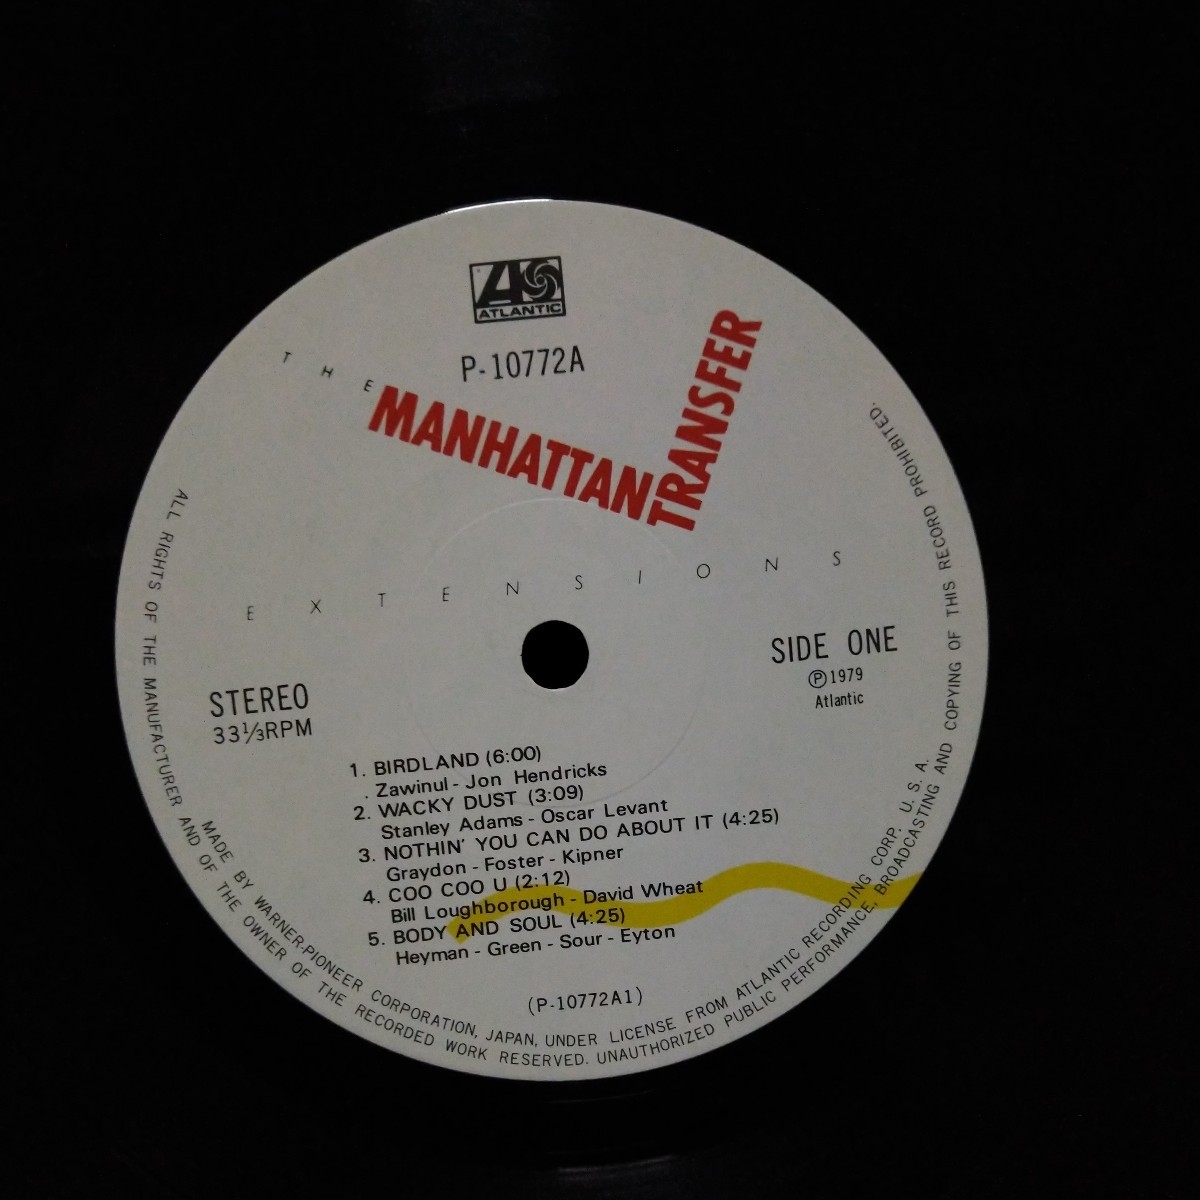 ATLANTIC
P-10772A
THE
MANHATTAN
TRANSFER
EXTENSIONS
SIDE ONE
Ⓟ1979
Atlantic
STEREO
33⅓RPM
1. BIRDLAND (6:00)
Zawinul - Jon Hendricks
2. WACKY DUST (3:09)
Stanley Adams - Oscar Levant
3. NOTHIN' YOU CAN DO ABOUT IT (4:25)
Graydon - Foster - Kipner
4. COO COO U (2:12)
Bill Loughborough - David Wheat
5. BODY AND SOUL (4:25)
Heyman - Green - Sour - Eyton
(P-10772A1)
MADE BY WARNER-PIONEER CORPORATION, JAPAN, UNDER LICENSE FROM ATLANTIC RECORDING CORP. U. S. A.
ALL RIGHTS OF THE MANUFACTURER AND OF THE OWNER OF THE RECORDED WORK RESERVED. UNAUTHORIZED PUBLIC PERFORMANCE, BROADCASTING AND COPYING OF THIS RECORD PROHIBITED.